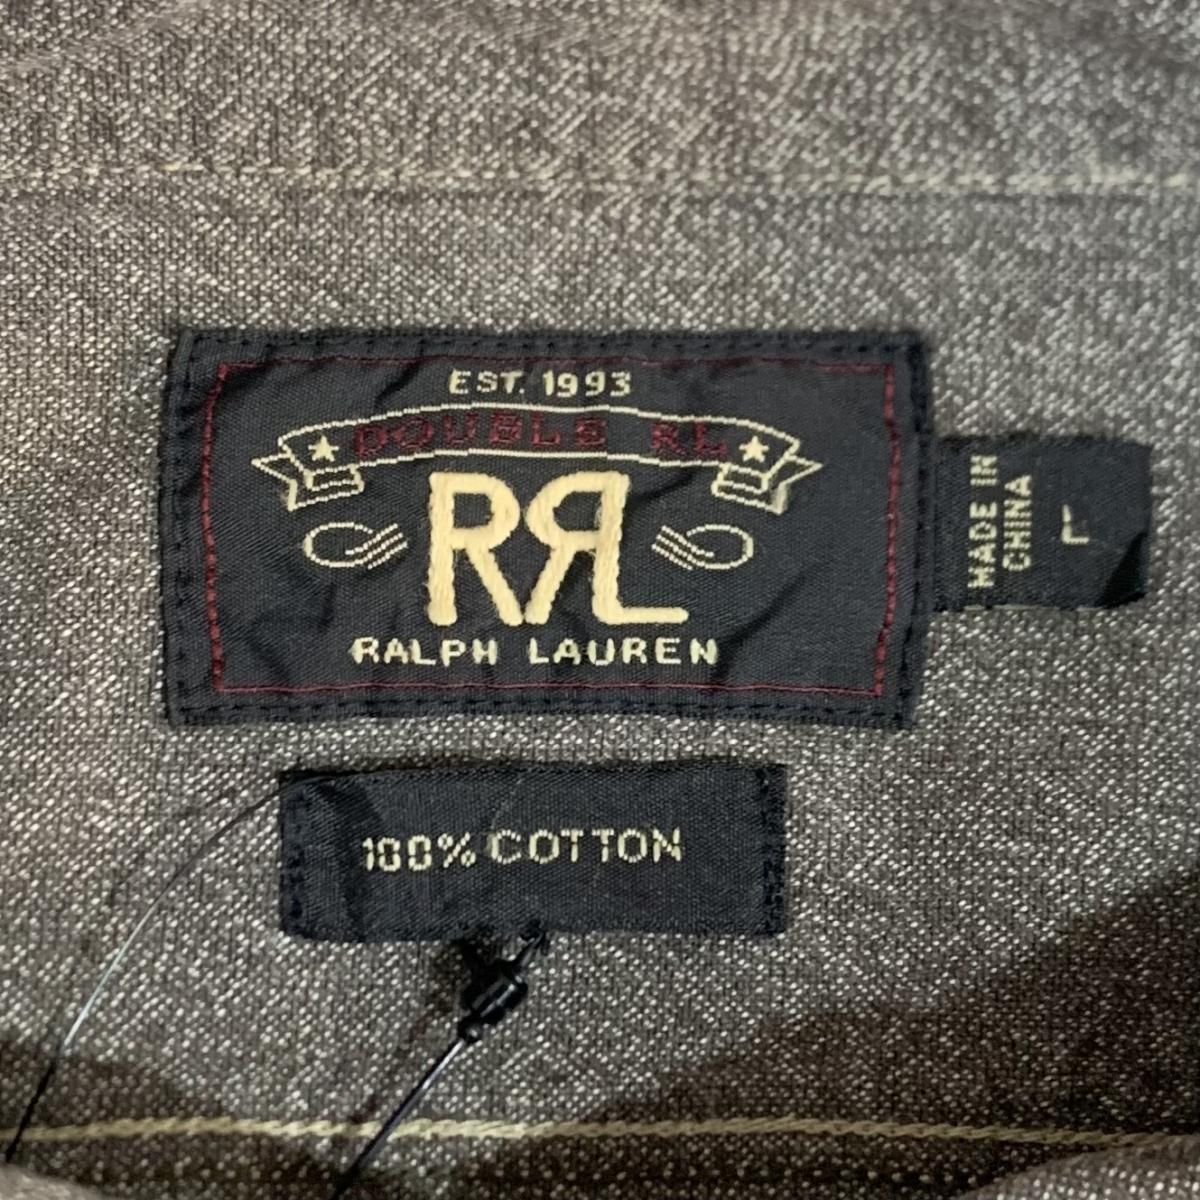 EST. 1993
DOUBLE RL
RRL
RALPH LAUREN
MADE IN
CHINA
L
100% COTTON